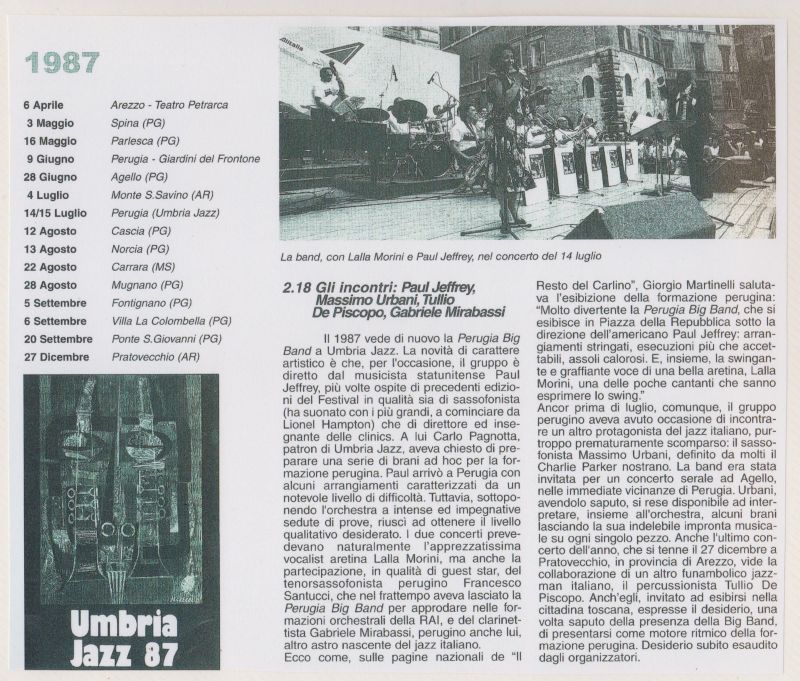 1987
6 Aprile Arezzo - Teatro Petrarca
3 Maggio Spina (PG)
16 Maggio Parlesca (PG)
9 Giugno Perugia - Giardini del Frontone
28 Giugno Agello (PG)
4 Luglio Monte S.Savino (AR)
14/15 Luglio Perugia (Umbria Jazz)
12 Agosto Cascia (PG)
13 Agosto Norcia (PG)
22 Agosto Carrara (MS)
28 Agosto Mugnano (PG)
5 Settembre Fontignano (PG)
6 Settembre Villa La Colombella (PG)
20 Settembre Ponte S.Giovanni (PG)
27 Dicembre Pratovecchio (AR)
Umbria
Jazz 87
Alitalia
La band, con Lalla Morini e Paul Jeffrey, nel concerto del 14 luglio
2.18 Gli incontri: Paul Jeffrey,
Massimo Urbani, Tullio
De Piscopo, Gabriele Mirabassi
Il 1987 vede di nuovo la Perugia Big
Band a Umbria Jazz. La novità di carattere
artistico è che, per l'occasione, il gruppo è
diretto dal musicista statunitense Paul
Jeffrey, più volte ospite di precedenti edizio-
ni del Festival in qualità sia di sassofonista
(ha suonato con i più grandi, a cominciare da
Lionel Hampton) che di direttore ed inse-
gnante delle clinics. A lui Carlo Pagnotta,
patron di Umbria Jazz, aveva chiesto di pre-
parare una serie di brani ad hoc per la for-
mazione perugina. Paul arrivò a Perugia con
alcuni arrangiamenti caratterizzati da un
notevole livello di difficoltà. Tuttavia, sottopo-
nendo l'orchestra a intense ed impegnative
sedute di prove, riuscì ad ottenere il livello
qualitativo desiderato. I due concerti preve-
devano naturalmente l'apprezzatissima
vocalist aretina Lalla Morini, ma anche la
partecipazione, in qualità di guest star, del
tenorsassofonista perugino Francesco
Santucci, che nel frattempo aveva lasciato la
Perugia Big Band per approdare nelle for-
mazioni orchestrali della RAI, e del clarinet-
tista Gabriele Mirabassi, perugino anche lui,
altro astro nascente del jazz italiano.
Ecco come, sulle pagine nazionali de "Il
Resto del Carlino", Giorgio Martinelli saluta-
va l'esibizione della formazione perugina:
"Molto divertente la Perugia Big Band, che si
esibisce in Piazza della Repubblica sotto la
direzione dell'americano Paul Jeffrey: arran-
giamenti stringati, esecuzioni più che accet-
tabili, assoli calorosi. E, insieme, la swingan-
te e graffiante voce di una bella aretina, Lalla
Morini, una delle poche cantanti che sanno
esprimere lo swing."
Ancor prima di luglio, comunque, il gruppo
perugino aveva avuto occasione di incontra-
re un altro protagonista del jazz italiano, pur-
troppo prematuramente scomparso: il sasso-
fonista Massimo Urbani, definito da molti il
Charlie Parker nostrano. La band era stata
invitata per un concerto serale ad Agello,
nelle immediate vicinanze di Perugia. Urbani,
avendolo saputo, si rese disponibile ad inter-
pretare, insieme all'orchestra, alcuni brani
lasciando la sua indelebile impronta musica-
le su ogni singolo pezzo. Anche l'ultimo con-
certo dell'anno, che si tenne il 27 dicembre a
Pratovecchio, in provincia di Arezzo, vide la
collaborazione di un altro funambolico jazz-
man italiano, il percussionista Tullio De
Piscopo. Anch'egli, invitato ad esibirsi nella
cittadina toscana, espresse il desiderio, una
volta saputo della presenza della Big Band,
di presentarsi come motore ritmico della for-
mazione perugina. Desiderio subito esaudito
dagli organizzatori.